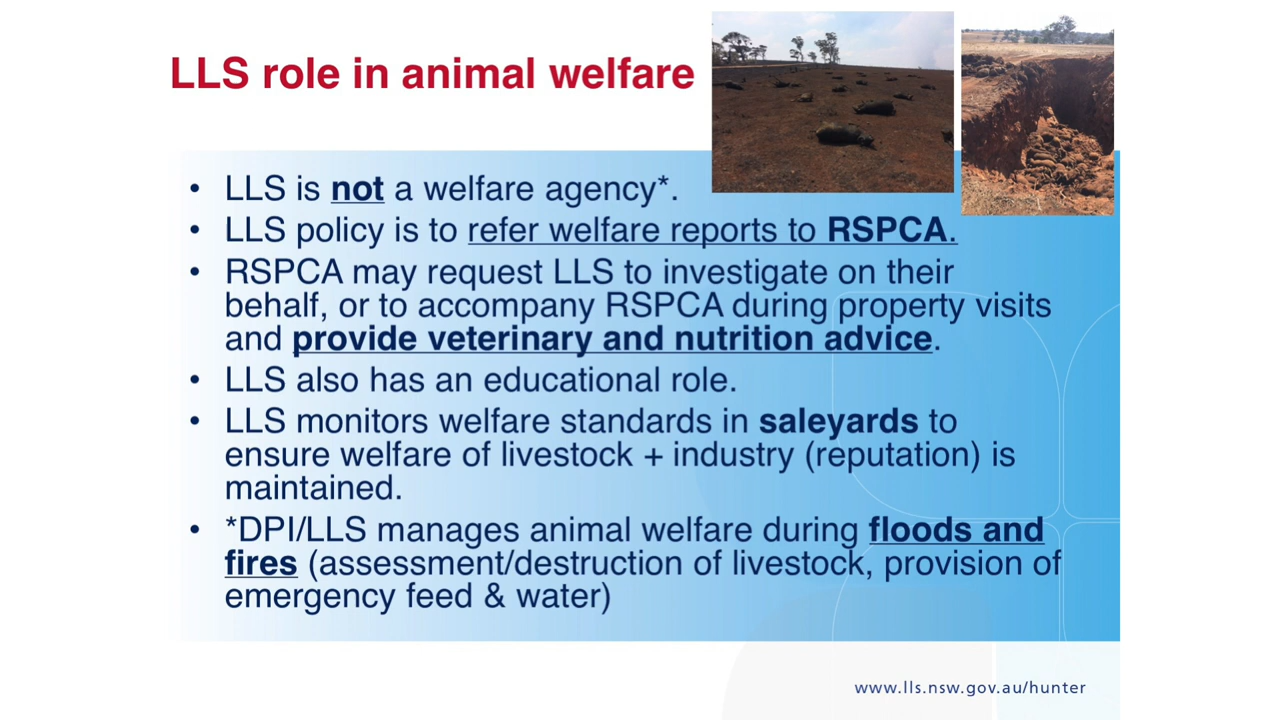 LLS role in animal welfare
• LLS is not a welfare agency*.
• LLS policy is to refer welfare reports to RSPCA.
• RSPCA may request LLS to investigate on their
behalf, or to accompany RSPCA during property visits
and provide veterinary and nutrition advice.
• LLS also has an educational role.
• LLS monitors welfare standards in saleyards to
ensure welfare of livestock + industry (reputation) is
maintained.
• *DPI/LLS manages animal welfare during floods and
fires (assessment/destruction of livestock, provision of
emergency feed & water)
www.lls.nsw.gov.au/hunter